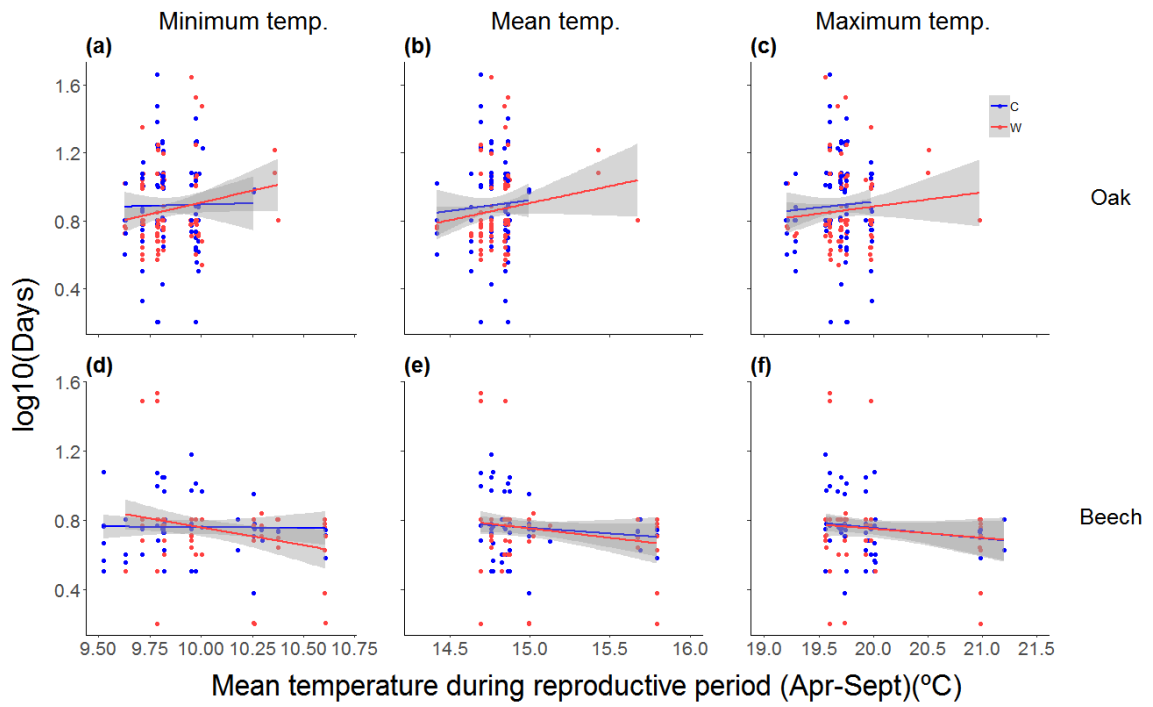 Minimum temp. Mean temp. Maximum temp.
(a) (b) (c)
1.6
1.2
0.8
0.4
C
W
Oak
log10(Days)
(d) (e) (f)
1.6
1.2
0.8
0.4
Beech
9.50 9.75 10.00 10.25 10.50 10.75 14.5 15.0 15.5 16.0 19.0 19.5 20.0 20.5 21.0 21.5
Mean temperature during reproductive period (Apr-Sept)(ºC)